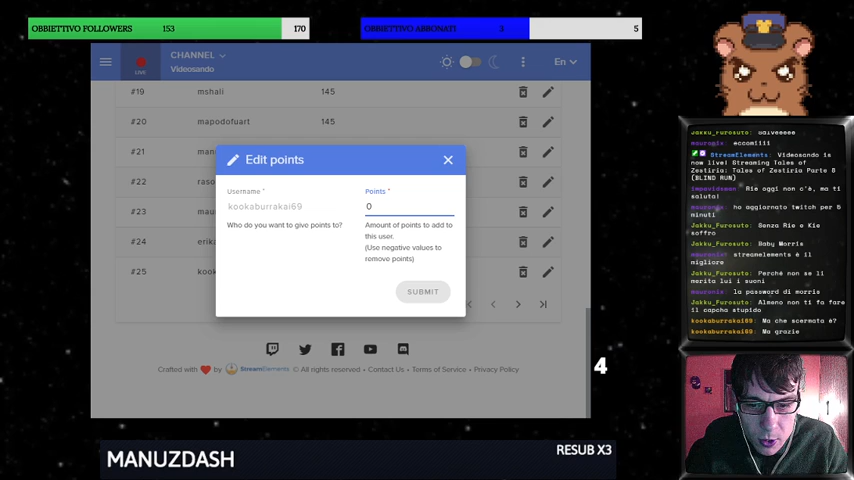 OBBIETTIVO FOLLOWERS 153 170
OBBIETTIVO ABBONATI 3 5
LIVE
CHANNEL
Videosando
En
#19 mshali 145
#20 mapodofuart 145
#21
#22
#23
#24
#25
Edit points
Username *
kookaburrakai69
Who do you want to give points to?
Points *
0
Amount of points to add to
this user.
(Use negative values to
remove points)
SUBMIT
Crafted with by StreamElements © All rights reserved • Contact Us • Terms of Service • Privacy Policy
4
MANUZDASH
RESUB X3
StreamElements: Videosando is
now live! Streaming Tales of
Zestiria: Tales of Zestiria Parte 8
(BLIND RUN)
Rie oggi non c'è, ma ti
saluta!
ho aggiornato twitch per 5
minuti
Jakku_Furosuto: Senza Rie e Kie
soffro
Jakku_Furosuto: Baby Morris
streamelements è il
migliore
Jakku_Furosuto: Perché non se li
merita lui i suoni
la password di morris
Jakku_Furosuto: Almeno non ti fa fare
il capcha stupido
kookaburrakai69: Ma che scermata è?
kookaburrakai69: Ma grazie